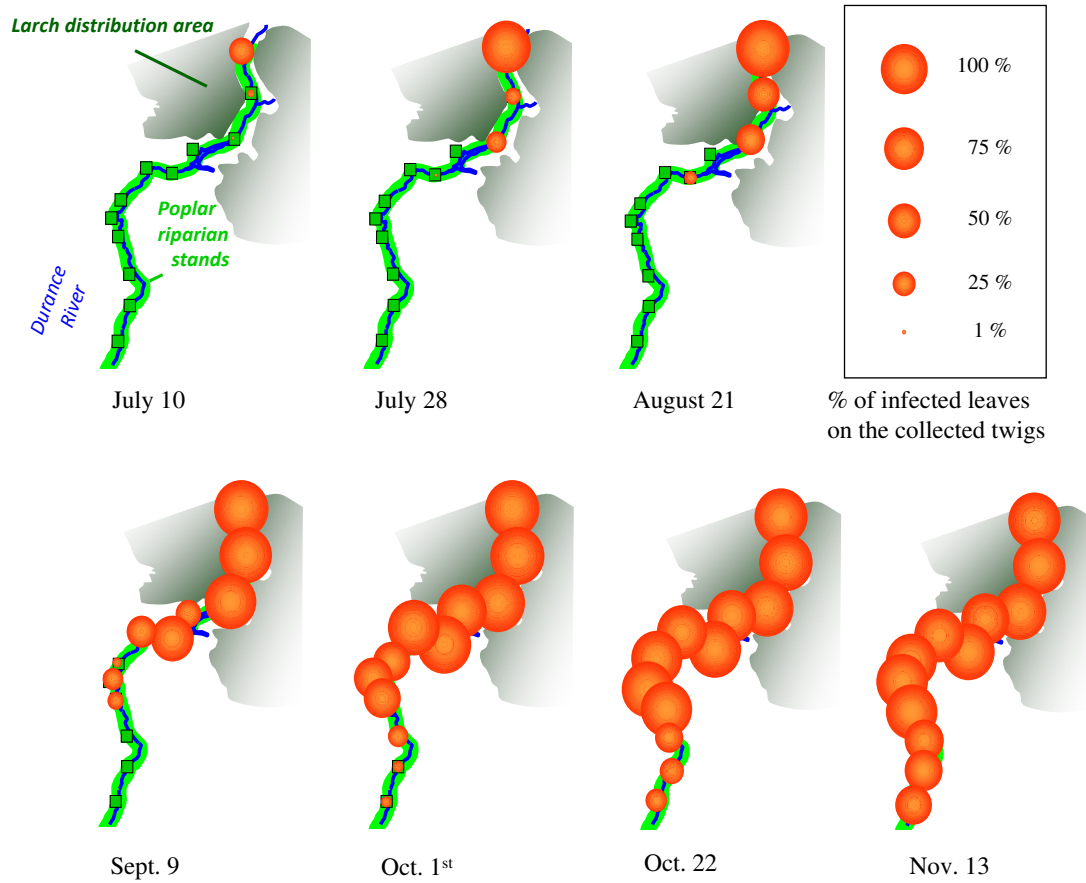 Larch distribution area
Poplar
riparian
stands
Durance
River
July 10
July 28
August 21
100 %
75 %
50 %
25 %
1 %
% of infected leaves
on the collected twigs
Sept. 9
Oct. 1st
Oct. 22
Nov. 13